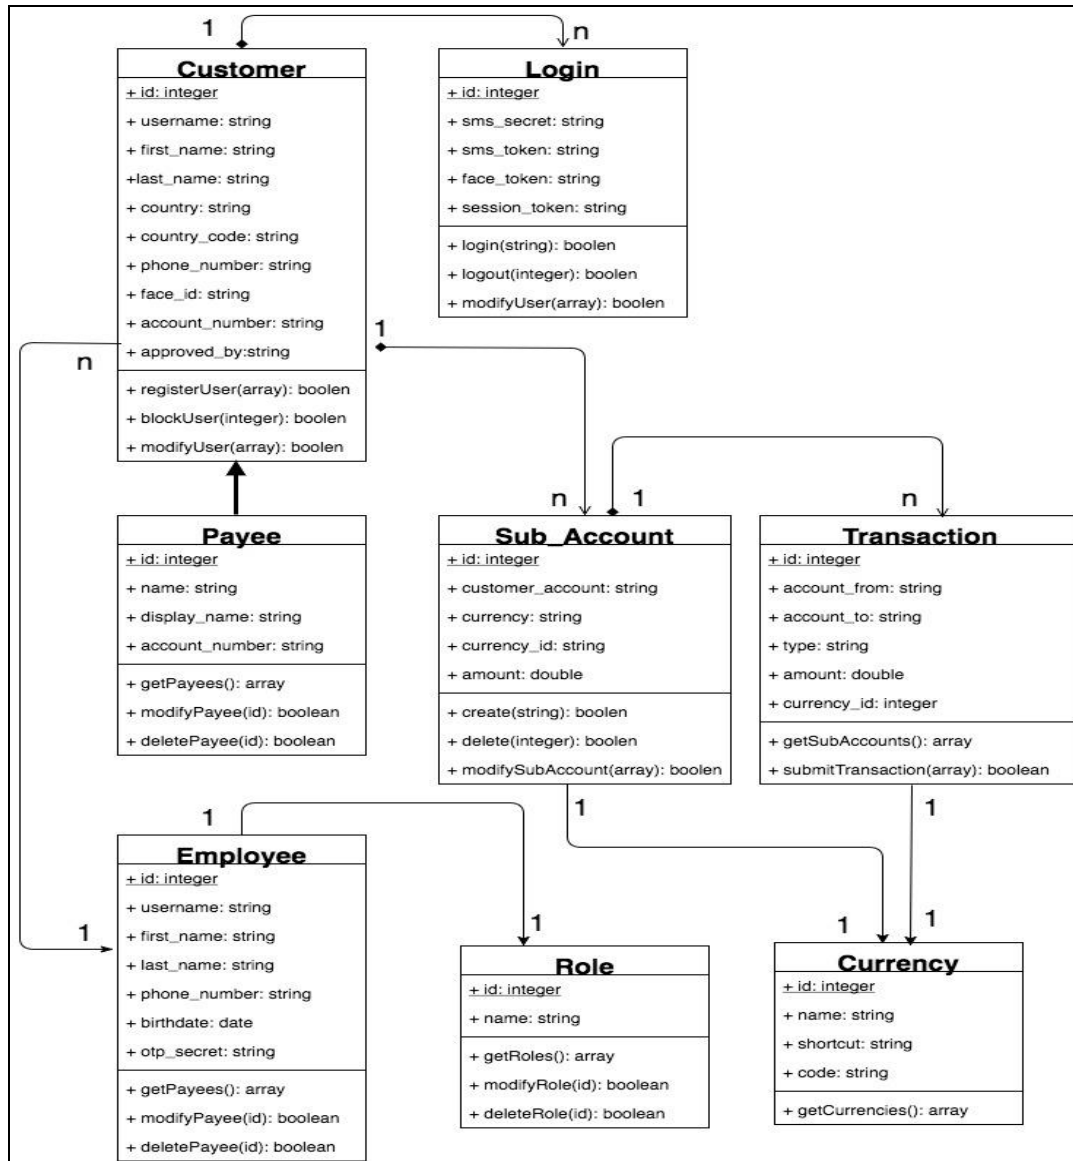 1
n
Customer
+ id: integer
+ username: string
+ first_name: string
+last_name: string
+ country: string
+ country_code: string
+ phone_number: string
+ face_id: string
+ account_number: string
+ approved_by:string
+ registerUser(array): boolen
+ blockUser(integer): boolen
+ modifyUser(array): boolen
Login
+ id: integer
+ sms_secret: string
+ sms_token: string
+ face_token: string
+ session_token: string
+ login(string): boolen
+ logout(integer): boolen
+ modifyUser(array): boolen
n
1
n
1
n
Payee
+ id: integer
+ name: string
+ display_name: string
+ account_number: string
+ getPayees(): array
+ modifyPayee(id): boolean
+ deletePayee(id): boolean
Sub_Account
+ id: integer
+ customer_account: string
+ currency: string
+ currency_id: string
+ amount: double
+ create(string): boolen
+ delete(integer): boolen
+ modifySubAccount(array): boolen
Transaction
+ id: integer
+ account_from: string
+ account_to: string
+ type: string
+ amount: double
+ currency_id: integer
+ getSubAccounts(): array
+ submitTransaction(array): boolean
1
1
1
Employee
+ id: integer
+ username: string
+ first_name: string
+ last_name: string
+ phone_number: string
+ birthdate: date
+ otp_secret: string
+ getPayees(): array
+ modifyPayee(id): boolean
+ deletePayee(id): boolean
1
1
1
1
Role
+ id: integer
+ name: string
+ getRoles(): array
+ modifyRole(id): boolean
+ deleteRole(id): boolean
Currency
+ id: integer
+ name: string
+ shortcut: string
+ code: string
+ getCurrencies(): array